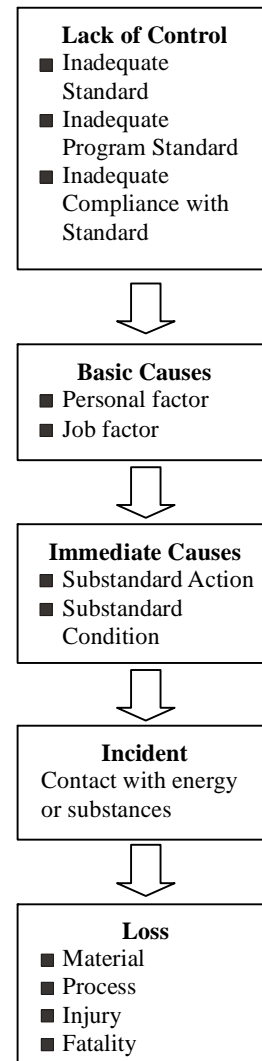 Lack of Control
■ Inadequate
Standard
■ Inadequate
Program Standard
■ Inadequate
Compliance with
Standard
Basic Causes
■ Personal factor
■ Job factor
Immediate Causes
■ Substandard Action
■ Substandard
Condition
Incident
Contact with energy
or substances
Loss
■ Material
■ Process
■ Injury
■ Fatality